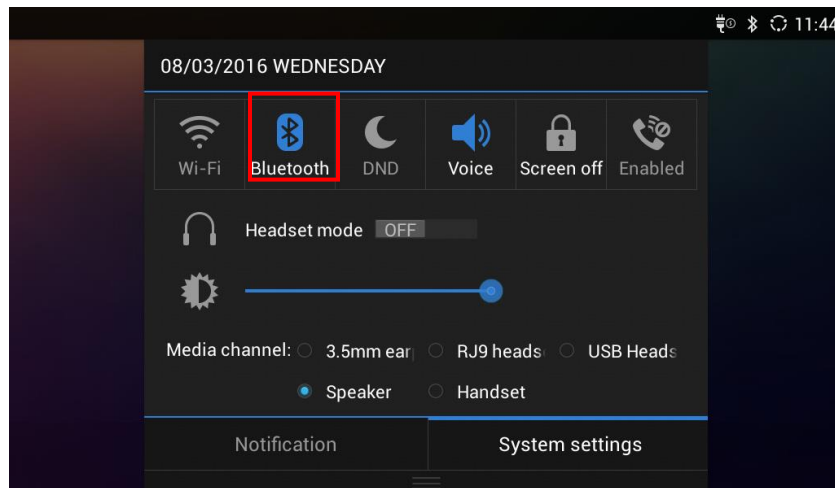 11:44
08/03/2016 WEDNESDAY
Wi-Fi Bluetooth DND Voice Screen off Enabled
Headset mode OFF
Media channel: 3.5mm ear RJ9 heads USB Heads
Speaker Handset
Notification System settings